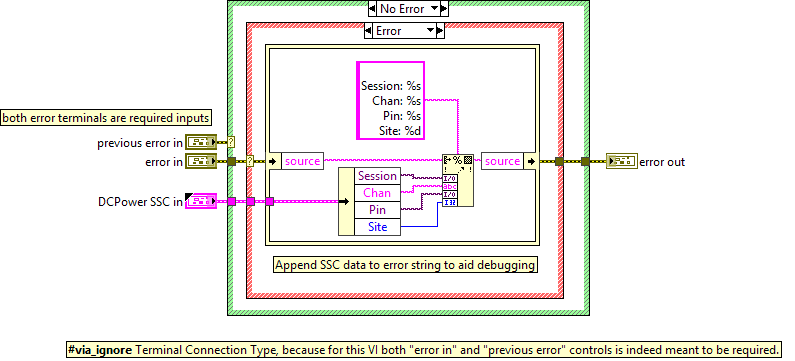 No Error
Error
Session: %s
Chan: %s
Pin: %s
Site: %d
both error terminals are required inputs
previous error in
?
error in
?
source
%
source
error out
! !
Session
I/O
Chan
abc
DCPower SSC in
Pin
I/O
Site
I32
Append SSC data to error string to aid debugging
#via_ignore Terminal Connection Type, because for this VI both "error in" and "previous error" controls is indeed meant to be required.